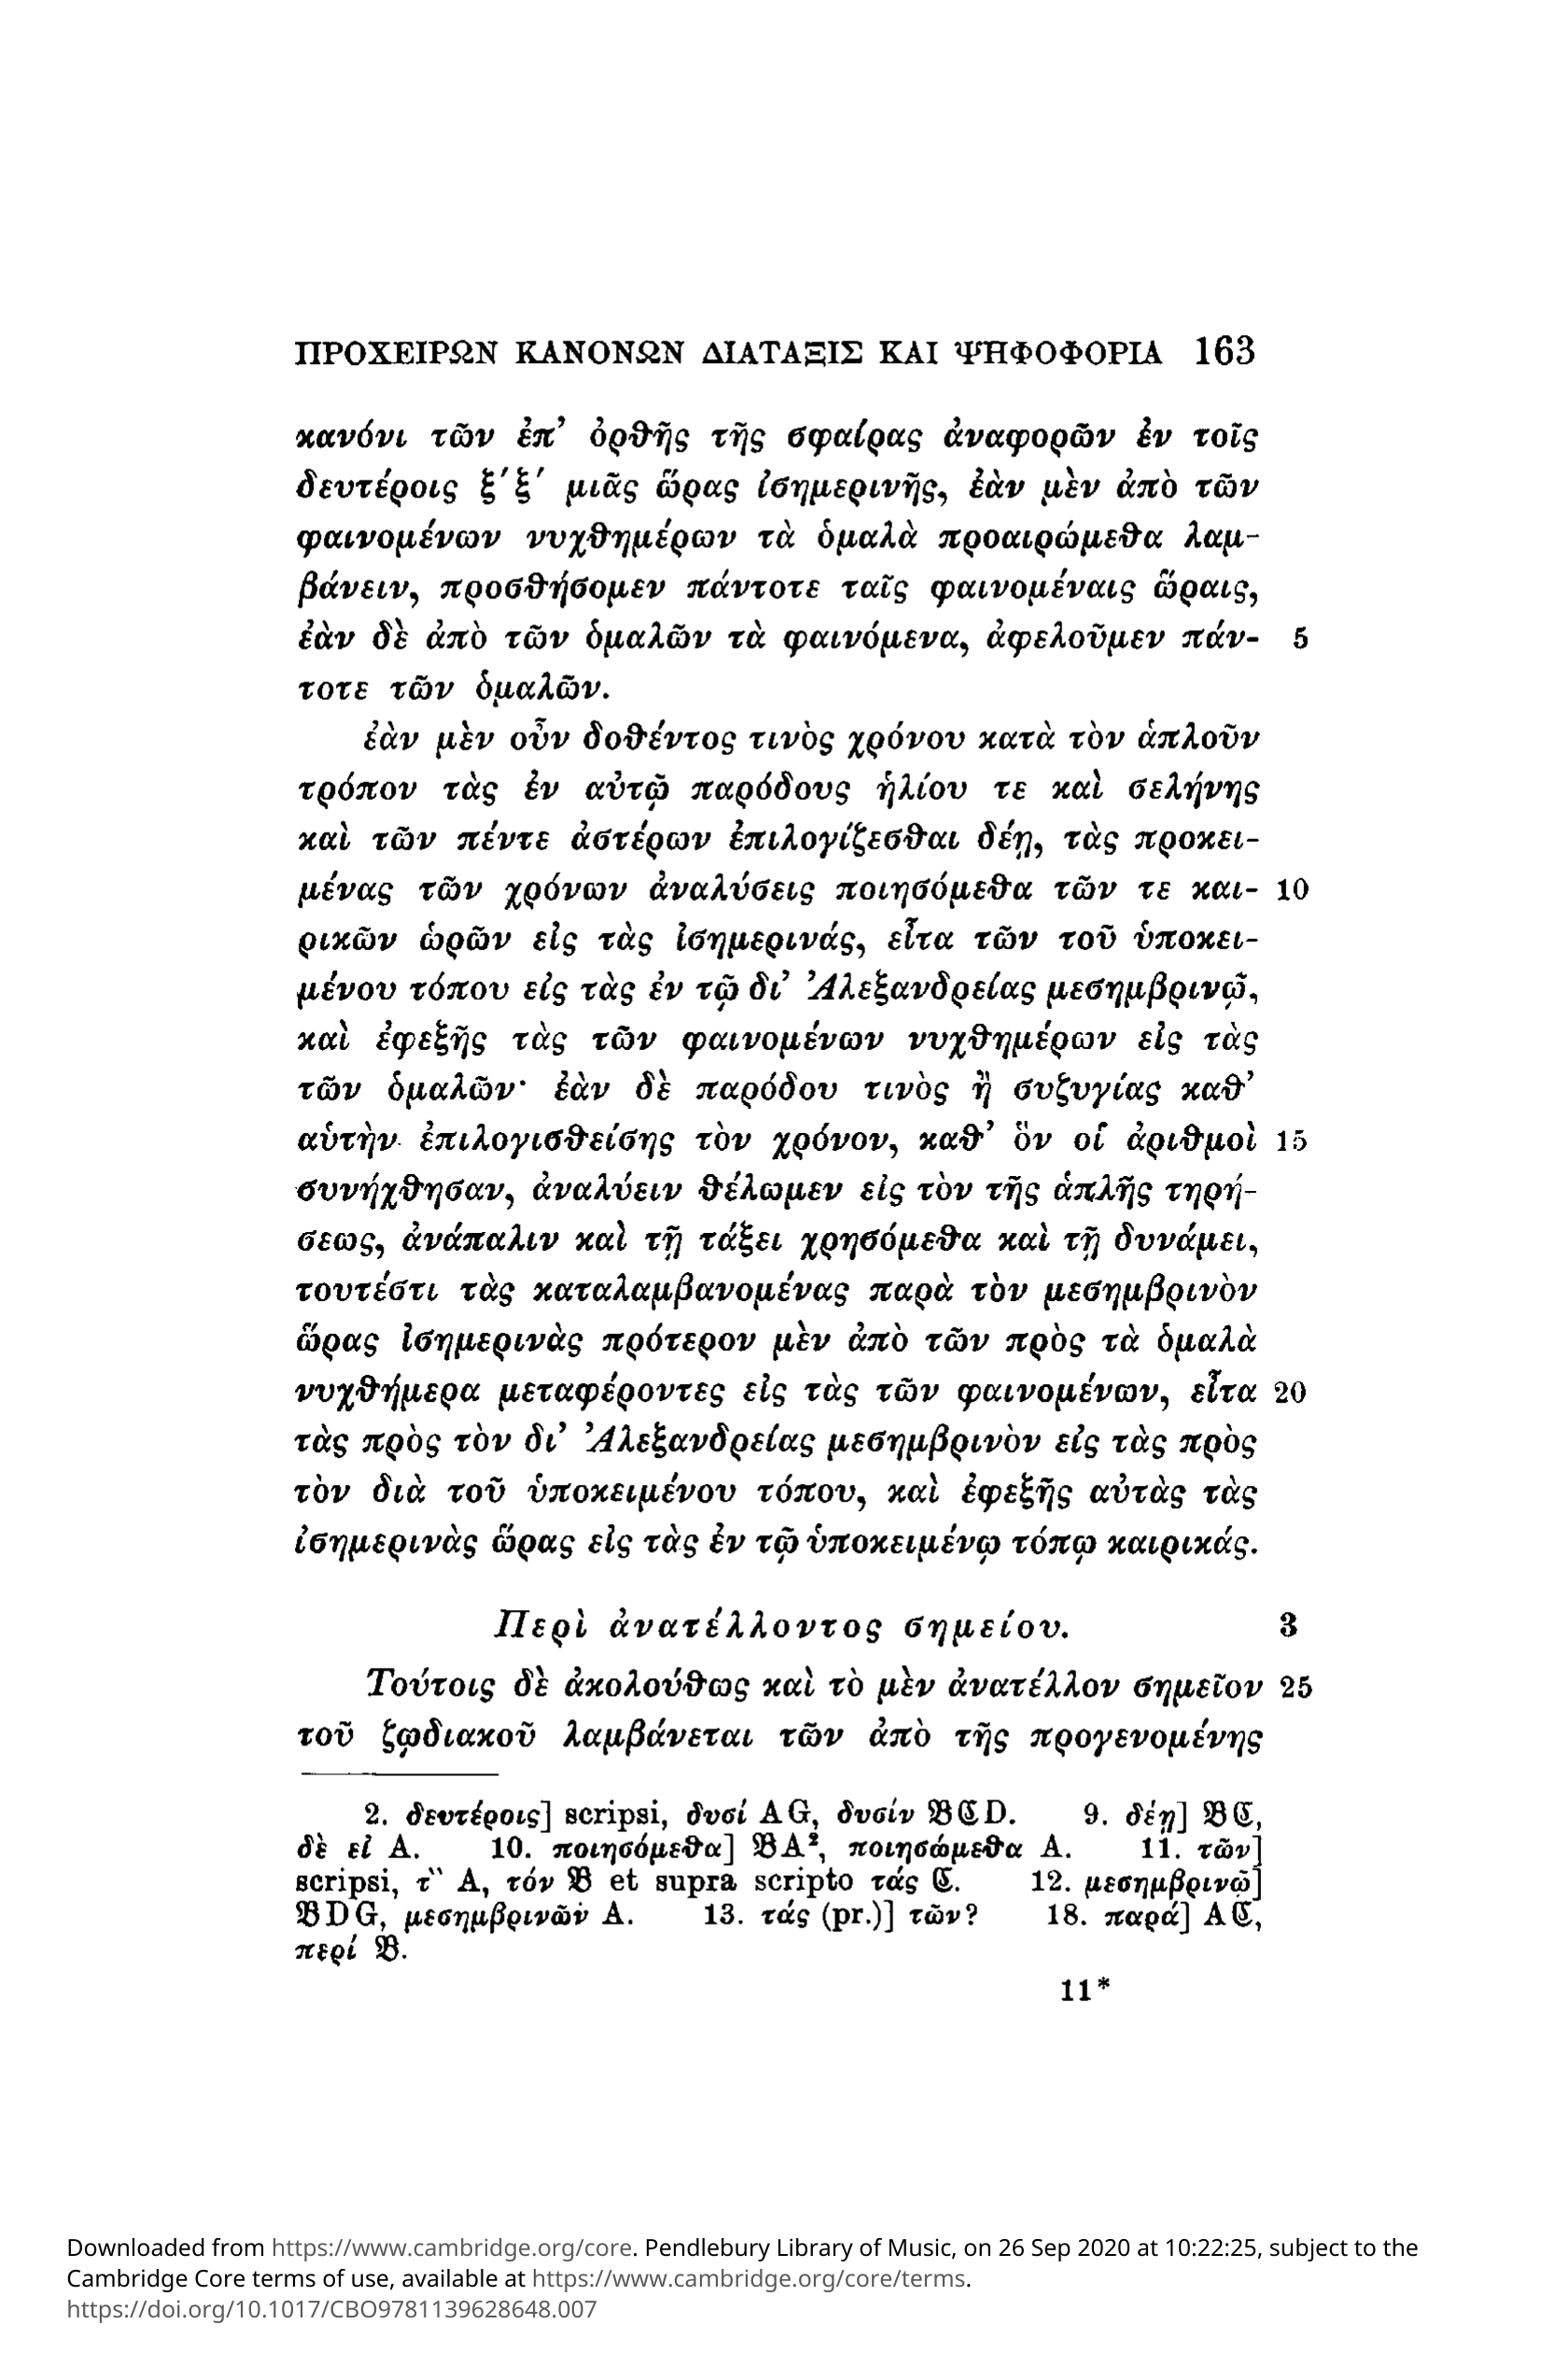 ΠΡΟΧΕΙΡΩΝ ΚΑΝΟΝΩΝ ΔΙΑΤΑΞΙΣ ΚΑΙ ΨΗΦΟΦΟΡΙΑ 163
κανόνι τῶν ἐπ’ ὀρθῆς τῆς σφαίρας ἀναφορῶν ἐν τοῖς
δευτέροις ξ′ξ′ μιᾶς ὥρας ἰσημερινῆς, ἐὰν μὲν ἀπὸ τῶν
φαινομένων νυχθημέρων τὰ ὁμαλὰ προαιρώμεθα λαμ-
βάνειν, προσθήσομεν πάντοτε ταῖς φαινομέναις ὥραις,
ἐὰν δὲ ἀπὸ τῶν ὁμαλῶν τὰ φαινόμενα, ἀφελοῦμεν πάν- 5
τοτε τῶν ὁμαλῶν.
ἐὰν μὲν οὖν δοθέντος τινὸς χρόνου κατὰ τὸν ἁπλοῦν
τρόπον τὰς ἐν αὐτῷ παρόδους ἡλίου τε καὶ σελήνης
καὶ τῶν πέντε ἀστέρων ἐπιλογίζεσθαι δέῃ, τὰς προκει-
μένας τῶν χρόνων ἀναλύσεις ποιησόμεθα τῶν τε και- 10
ρικῶν ὡρῶν εἰς τὰς ἰσημερινάς, εἶτα τῶν τοῦ ὑποκει-
μένου τόπου εἰς τὰς ἐν τῷ δι’ Ἀλεξανδρείας μεσημβρινῷ,
καὶ ἐφεξῆς τὰς τῶν φαινομένων νυχθημέρων εἰς τὰς
τῶν ὁμαλῶν· ἐὰν δὲ παρόδου τινὸς ἢ συζυγίας καθ’
αὑτὴν ἐπιλογισθείσης τὸν χρόνον, καθ’ ὃν οἱ ἀριθμοὶ 15
συνήχθησαν, ἀναλύειν θέλωμεν εἰς τὸν τῆς ἁπλῆς τηρή-
σεως, ἀνάπαλιν καὶ τῇ τάξει χρησόμεθα καὶ τῇ δυνάμει,
τουτέστι τὰς καταλαμβανομένας παρὰ τὸν μεσημβρινὸν
ὥρας ἰσημερινὰς πρότερον μὲν ἀπὸ τῶν πρὸς τὰ ὁμαλὰ
νυχθήμερα μεταφέροντες εἰς τὰς τῶν φαινομένων, εἶτα 20
τὰς πρὸς τὸν δι’ Ἀλεξανδρείας μεσημβρινὸν εἰς τὰς πρὸς
τὸν διὰ τοῦ ὑποκειμένου τόπου, καὶ ἐφεξῆς αὐτὰς τὰς
ἰσημερινὰς ὥρας εἰς τὰς ἐν τῷ ὑποκειμένῳ τόπῳ καιρικάς.
Περὶ ἀνατέλλοντος σημείου. 3
Τούτοις δὲ ἀκολούθως καὶ τὸ μὲν ἀνατέλλον σημεῖον 25
τοῦ ζῳδιακοῦ λαμβάνεται τῶν ἀπὸ τῆς προγενομένης
2. δευτέροις] scripsi, δυσί AG, δυσίν 𝔅ℭD. 9. δέῃ] 𝔅ℭ,
δὲ εἰ A. 10. ποιησόμεθα] 𝔅A², ποιησώμεθα A. 11. τῶν]
scripsi, τ‵‵ A, τόν 𝔅 et supra scripto τάς ℭ. 12. μεσημβρινῷ]
𝔅DG, μεσημβρινῶν̇ A. 13. τάς (pr.)] τῶν? 18. παρά] Aℭ,
περί 𝔅.
11*
Downloaded from https://www.cambridge.org/core. Pendlebury Library of Music, on 26 Sep 2020 at 10:22:25, subject to the
Cambridge Core terms of use, available at https://www.cambridge.org/core/terms.
https://doi.org/10.1017/CBO9781139628648.007